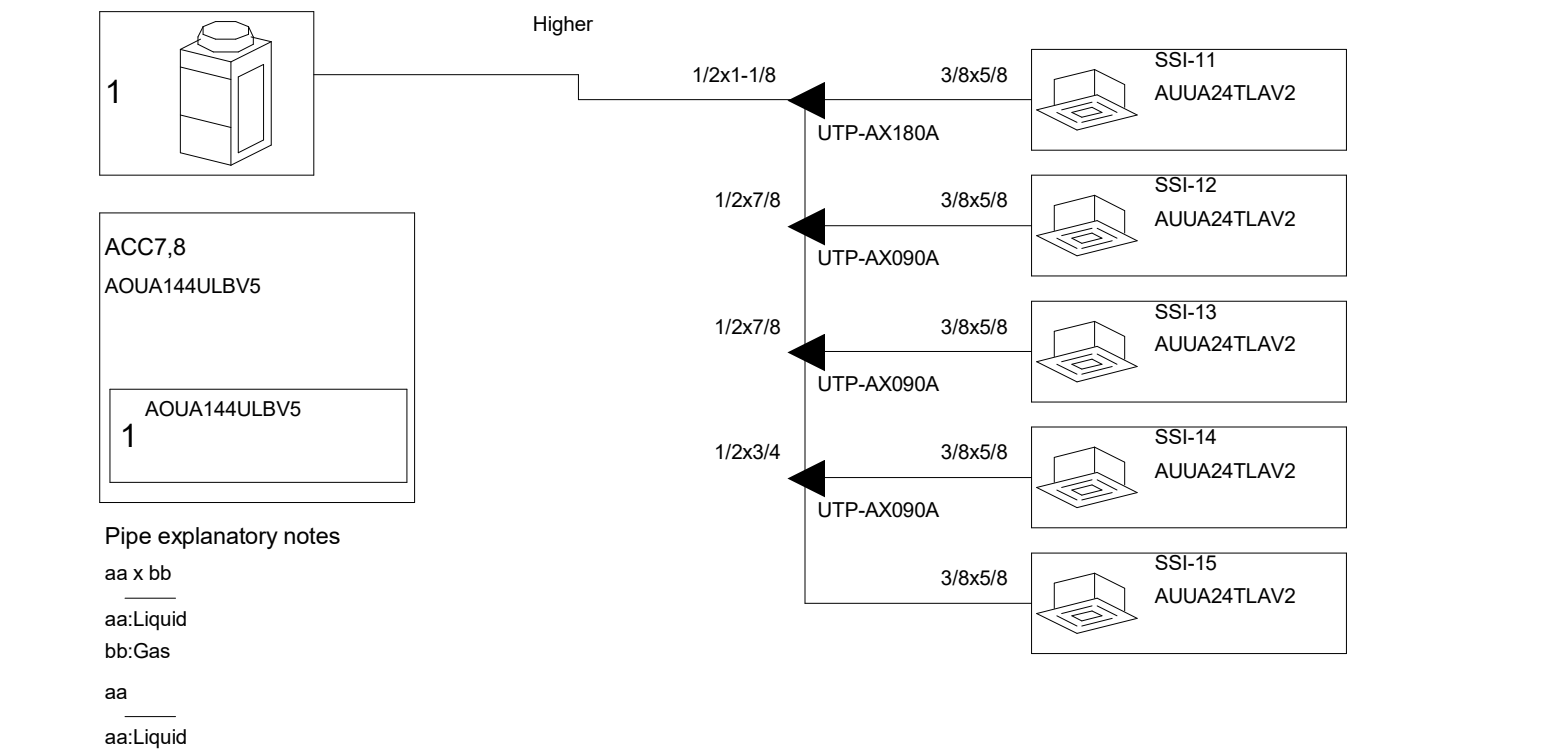 Higher
1
1/2x1-1/8
3/8x5/8
SSI-11
AUUA24TLAV2
UTP-AX180A
1/2x7/8
3/8x5/8
SSI-12
AUUA24TLAV2
UTP-AX090A
1/2x7/8
3/8x5/8
SSI-13
AUUA24TLAV2
UTP-AX090A
1/2x3/4
3/8x5/8
SSI-14
AUUA24TLAV2
UTP-AX090A
3/8x5/8
SSI-15
AUUA24TLAV2
ACC7,8
AOUA144ULBV5
AOUA144ULBV5
1
Pipe explanatory notes
aa x bb
aa:Liquid
bb:Gas
aa
aa:Liquid